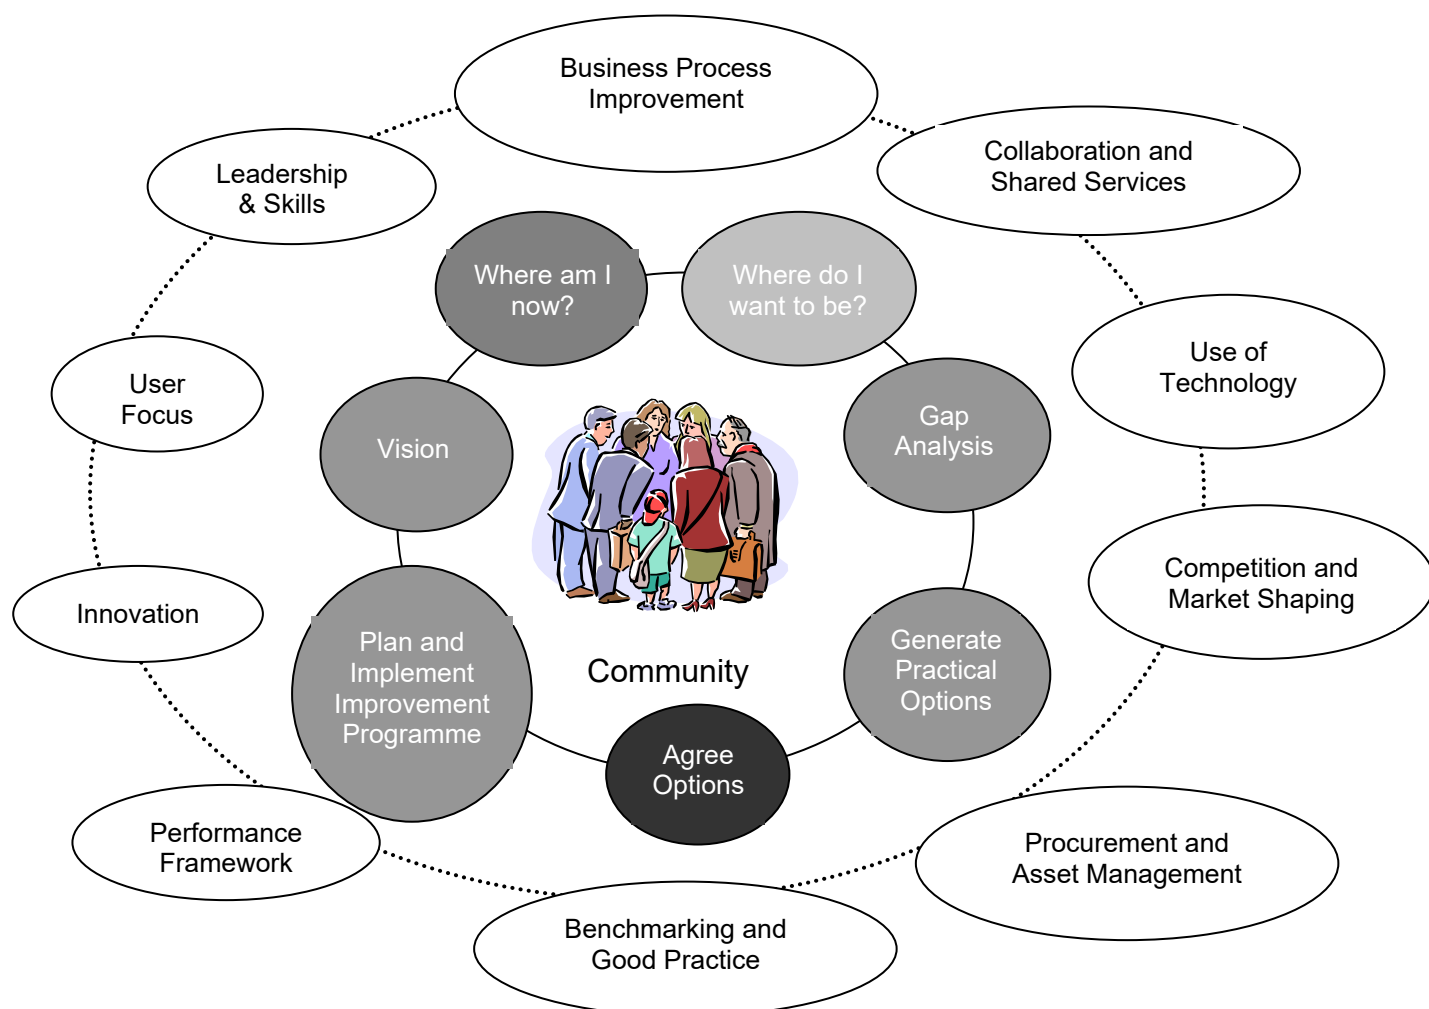 Business Process
Improvement
Collaboration and
Shared Services
Leadership
& Skills
Where am I
now?
Where do I
want to be?
Use of
Technology
User
Focus
Vision
Gap
Analysis
Competition and
Market Shaping
Innovation
Plan and
Implement
Improvement
Programme
Community
Generate
Practical
Options
Agree
Options
Performance
Framework
Procurement and
Asset Management
Benchmarking and
Good Practice